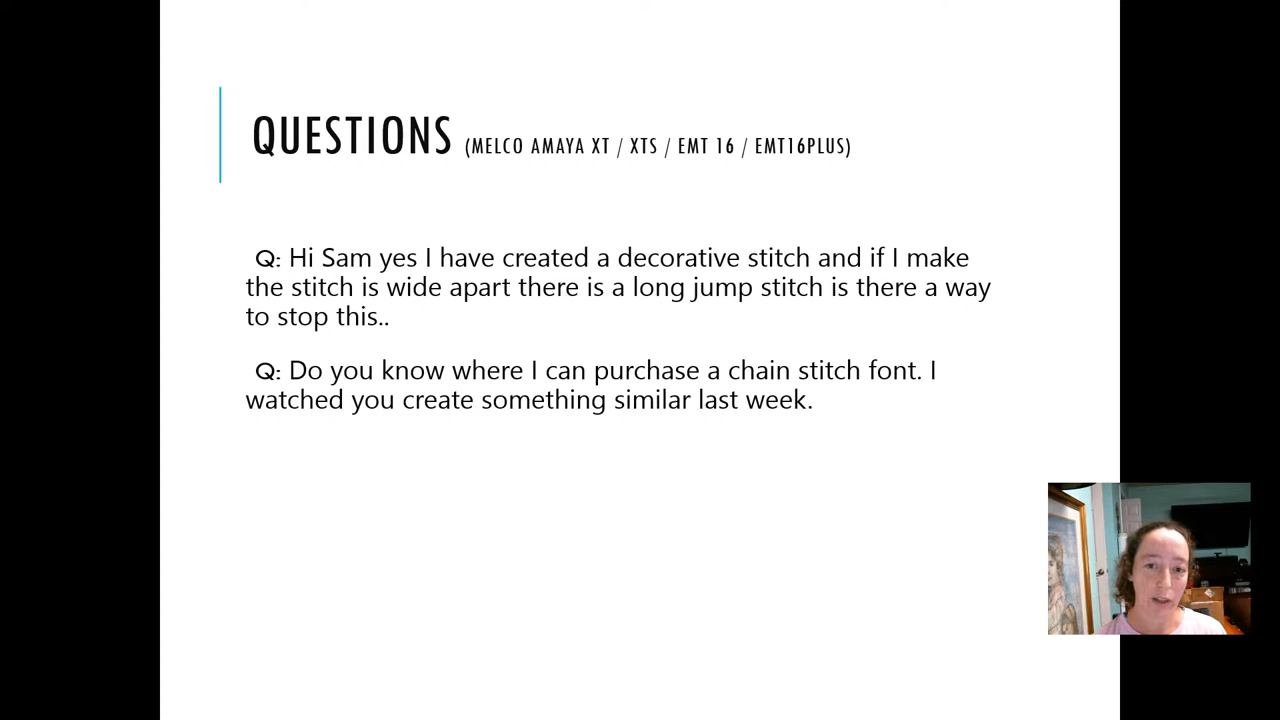 QUESTIONS (MELCO AMAYA XT / XTS / EMT 16 / EMT16PLUS)
Q: Hi Sam yes I have created a decorative stitch and if I make
the stitch is wide apart there is a long jump stitch is there a way
to stop this..
Q: Do you know where I can purchase a chain stitch font. I
watched you create something similar last week.